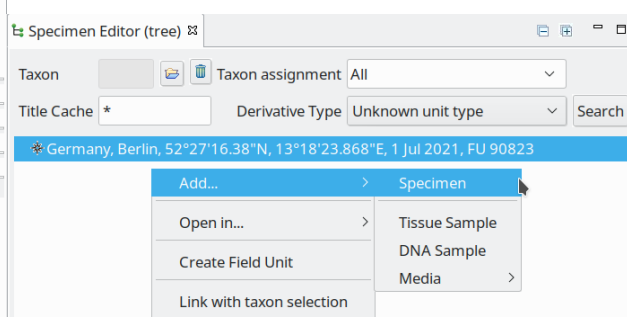 Specimen Editor (tree)
Taxon Taxon assignment All
Title Cache * Derivative Type Unknown unit type Search
Germany, Berlin, 52°27'16.38"N, 13°18'23.868"E, 1 Jul 2021, FU 90823
Add... Specimen
Open in... Tissue Sample
DNA Sample
Create Field Unit
Media
Link with taxon selection